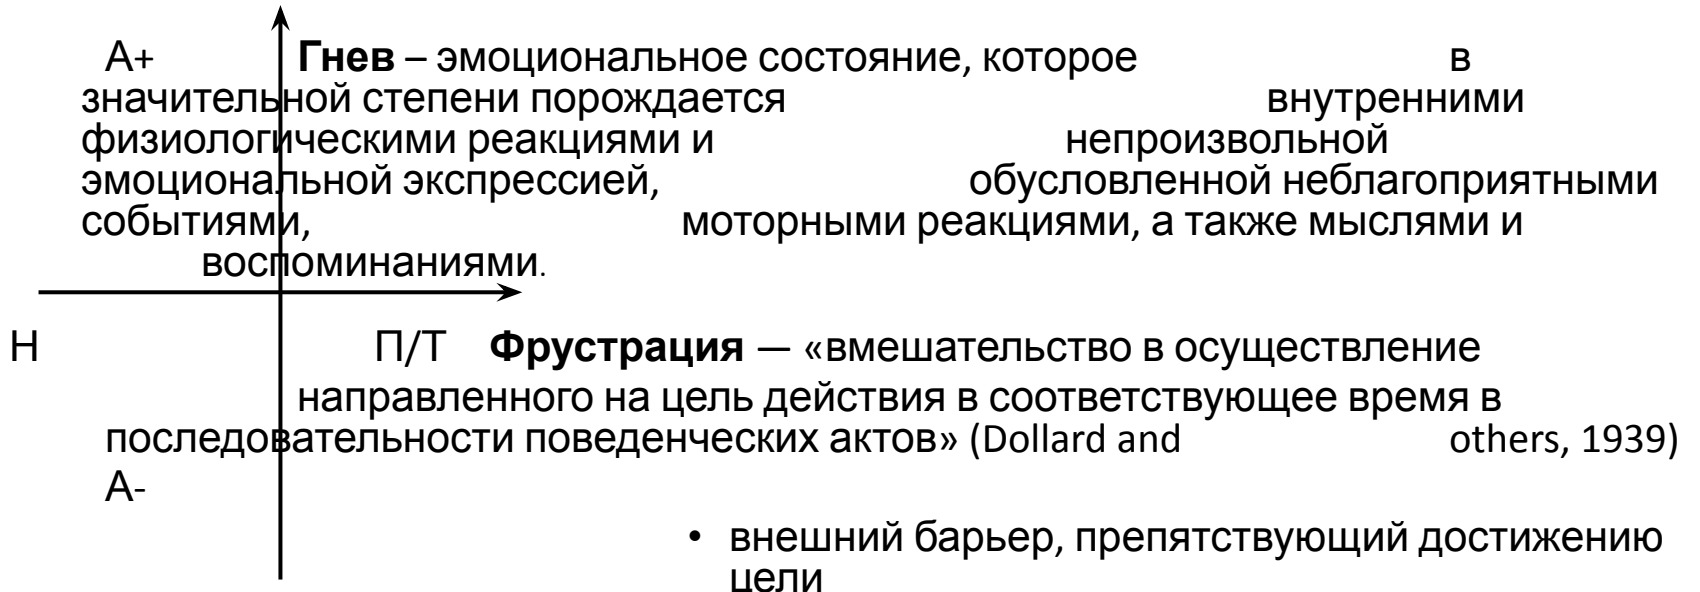 А+ Гнев – эмоциональное состояние, которое в
значительной степени порождается внутренними
физиологическими реакциями и непроизвольной
эмоциональной экспрессией, обусловленной неблагоприятными
событиями, моторными реакциями, а также мыслями и
воспоминаниями.
Н П/Т Фрустрация — «вмешательство в осуществление
направленного на цель действия в соответствующее время в
последовательности поведенческих актов» (Dollard and others, 1939)
А-
• внешний барьер, препятствующий достижению
цели